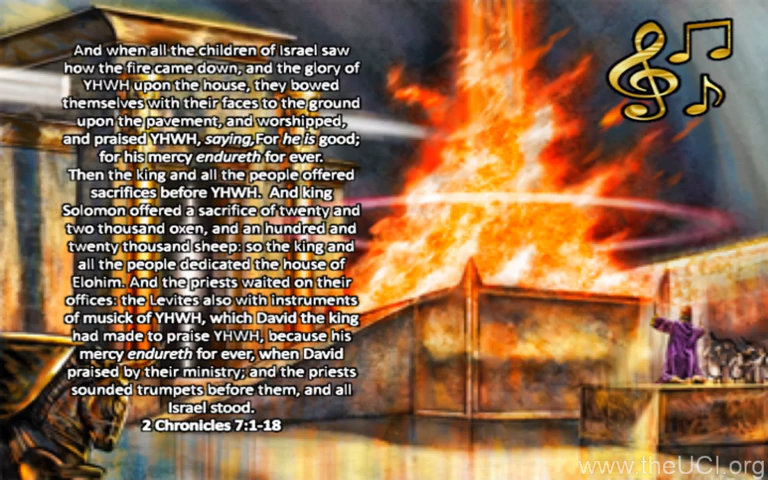 And when all the children of Israel saw
how the fire came down, and the glory of
YHWH upon the house, they bowed
themselves with their faces to the ground
upon the pavement, and worshipped,
and praised YHWH, saying,For he is good;
for his mercy endureth for ever.
Then the king and all the people offered
sacrifices before YHWH.  And king
Solomon offered a sacrifice of twenty and
two thousand oxen, and an hundred and
twenty thousand sheep: so the king and
all the people dedicated the house of
Elohim. And the priests waited on their
offices: the Levites also with instruments
of musick of YHWH, which David the king
had made to praise YHWH, because his
mercy endureth for ever, when David
praised by their ministry; and the priests
sounded trumpets before them, and all
Israel stood.
2 Chronicles 7:1-18
www.theUCI.org